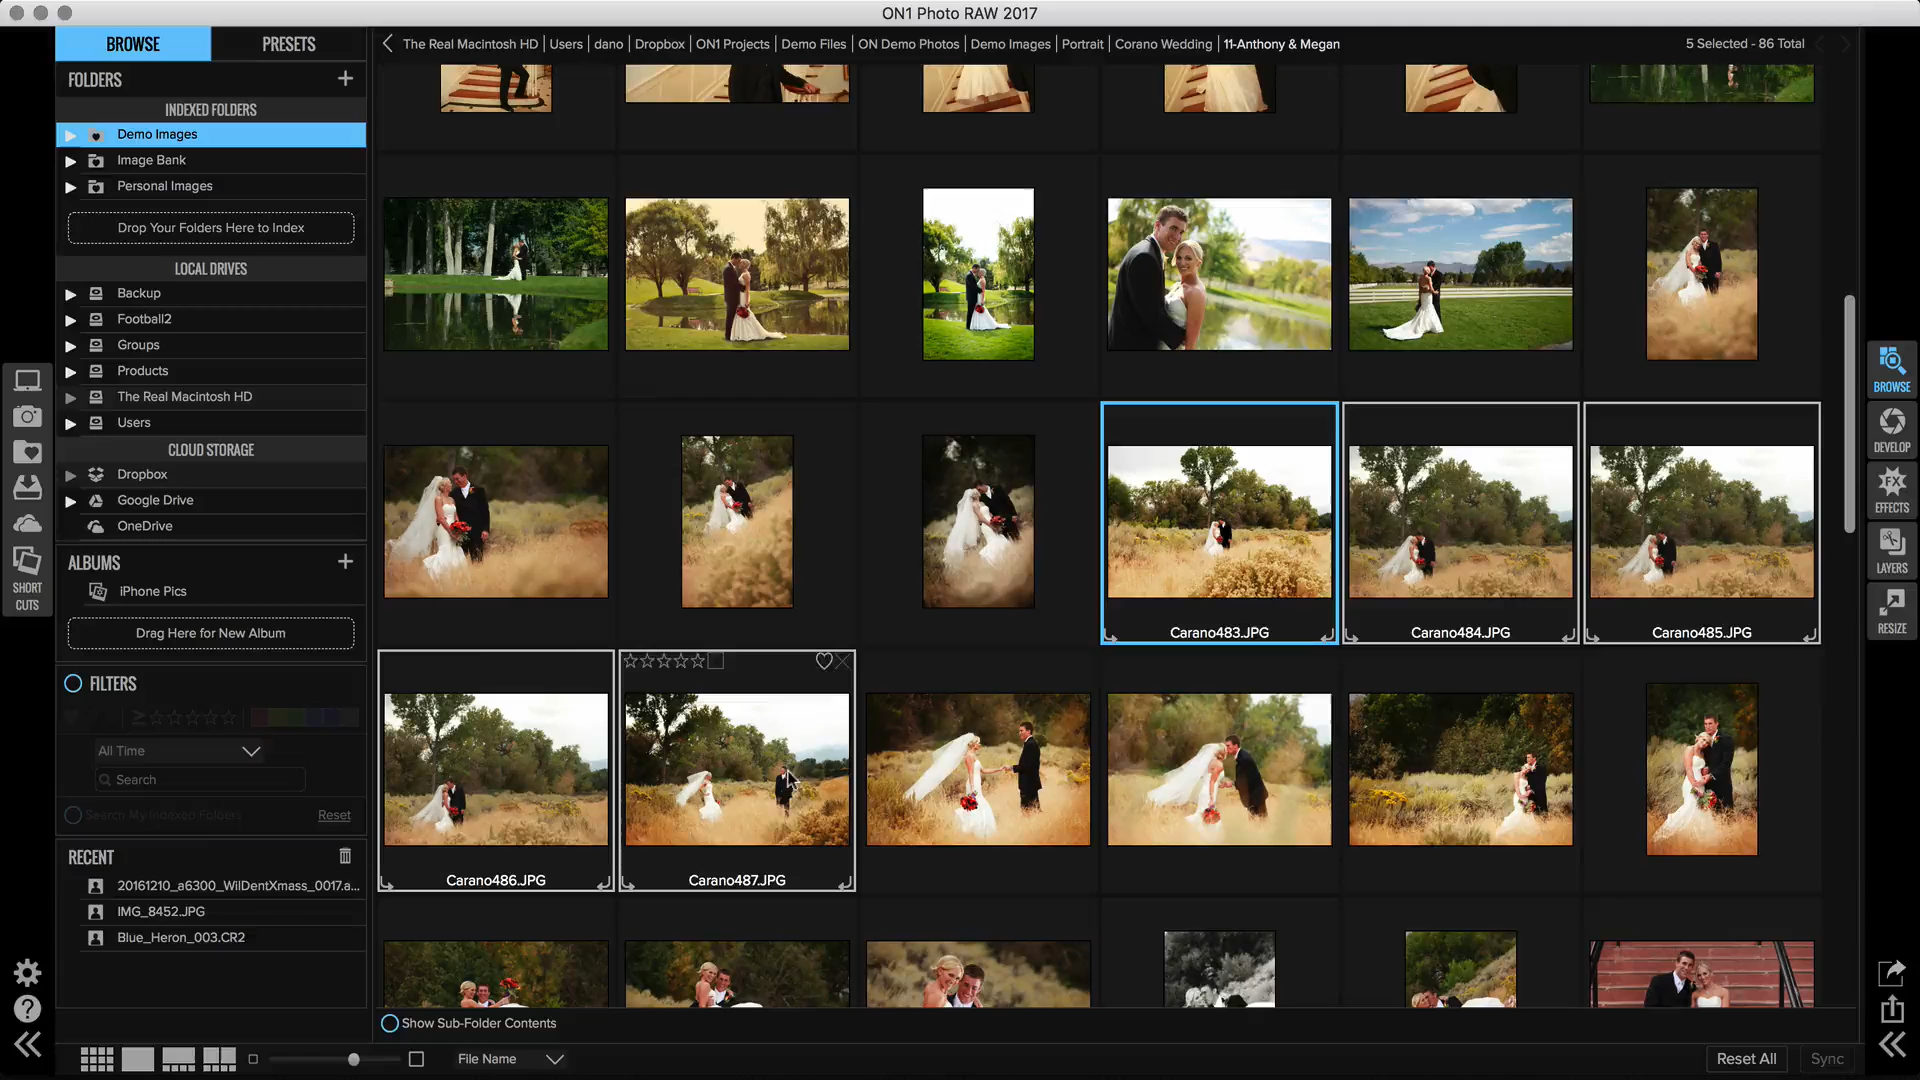 ON1 Photo RAW 2017
BROWSE
PRESETS
The Real Macintosh HD | Users | dano | Dropbox | ON1 Projects | Demo Files | ON Demo Photos | Demo Images | Portrait | Corano Wedding | 11-Anthony & Megan
5 Selected - 86 Total
FOLDERS
INDEXED FOLDERS
Demo Images
Image Bank
Personal Images
Drop Your Folders Here to Index
LOCAL DRIVES
Backup
Football2
Groups
Products
The Real Macintosh HD
Users
CLOUD STORAGE
Dropbox
Google Drive
OneDrive
ALBUMS
iPhone Pics
Drag Here for New Album
FILTERS
All Time
Search
Search My Indexed Folders
Reset
RECENT
20161210_a6300_WilDentXmass_0017.a...
IMG_8452.JPG
Blue_Heron_003.CR2
SHORT
CUTS
Carano483.JPG
Carano484.JPG
Carano485.JPG
Carano486.JPG
Carano487.JPG
BROWSE
DEVELOP
FX
EFFECTS
LAYERS
RESIZE
Show Sub-Folder Contents
File Name
Reset All
Sync